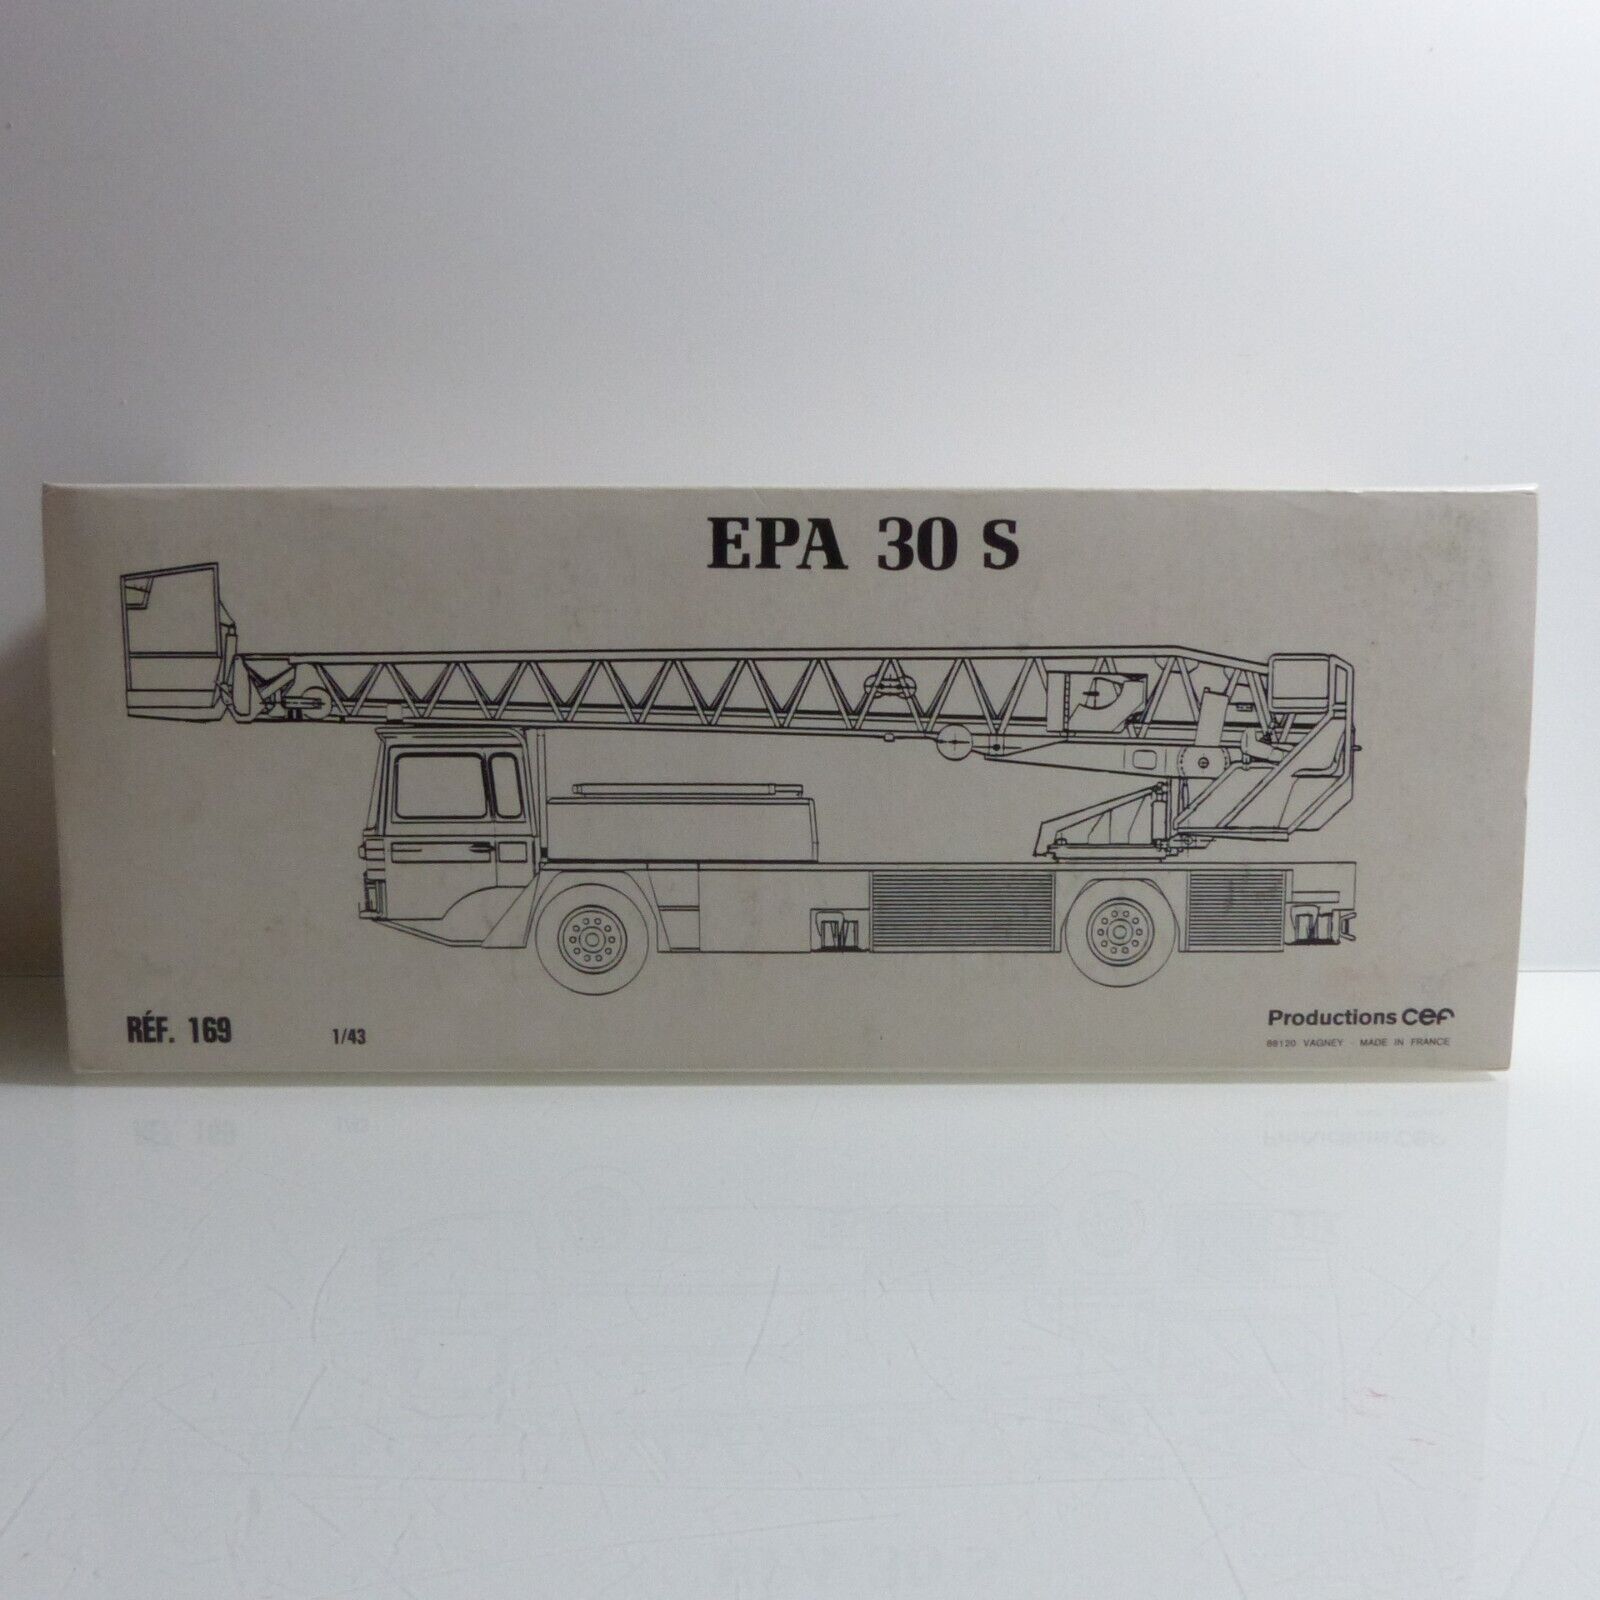 EPA 30 S
RÉF. 169
1/43
Productions cef
88120 VAGNEY - MADE IN FRANCE